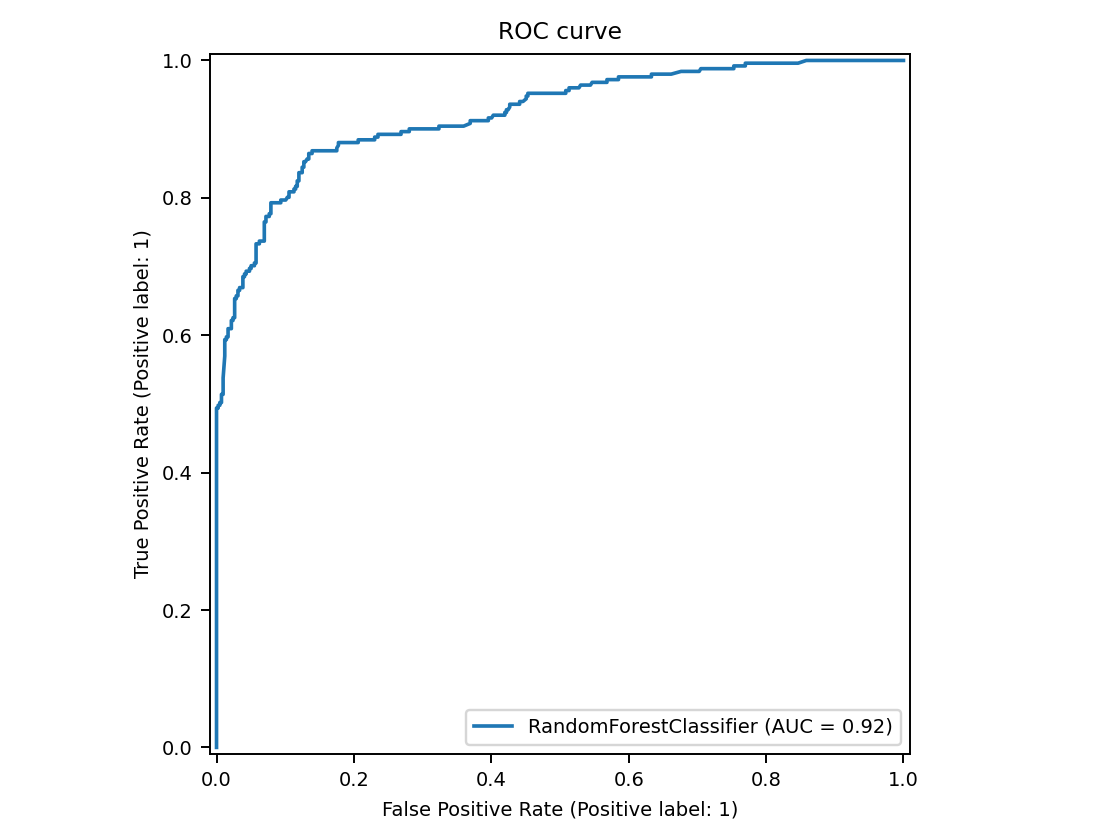 ROC curve
1.0
0.8
0.6
0.4
0.2
0.0
True Positive Rate (Positive label: 1)
RandomForestClassifier (AUC = 0.92)
0.0 0.2 0.4 0.6 0.8 1.0
False Positive Rate (Positive label: 1)